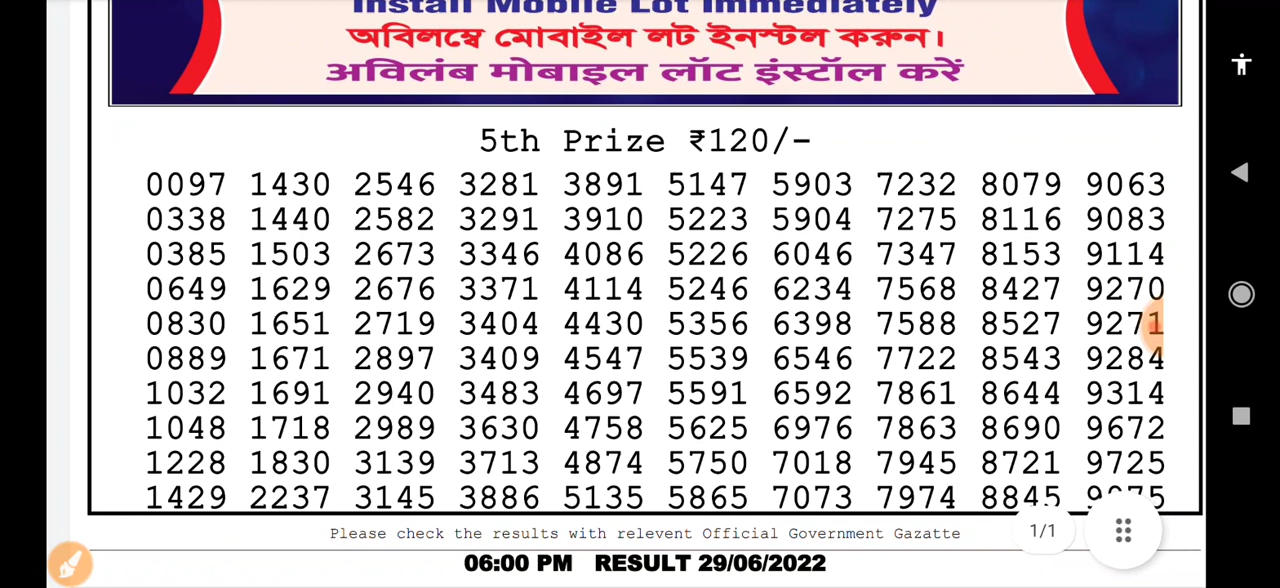 Install Mobile Lot Immediately
অবিলম্বে মোবাইল লট ইনস্টল করুন।
अविलंब मोबाइल लॉट इंस्टॉल करें
5th Prize ₹120/-
0097 1430 2546 3281 3891 5147 5903 7232 8079 9063
0338 1440 2582 3291 3910 5223 5904 7275 8116 9083
0385 1503 2673 3346 4086 5226 6046 7347 8153 9114
0649 1629 2676 3371 4114 5246 6234 7568 8427 9270
0830 1651 2719 3404 4430 5356 6398 7588 8527 9271
0889 1671 2897 3409 4547 5539 6546 7722 8543 9284
1032 1691 2940 3483 4697 5591 6592 7861 8644 9314
1048 1718 2989 3630 4758 5625 6976 7863 8690 9672
1228 1830 3139 3713 4874 5750 7018 7945 8721 9725
1429 2237 3145 3886 5135 5865 7073 7974 8845
Please check the results with relevent Official Government Gazatte
1/1
06:00 PM RESULT 29/06/2022